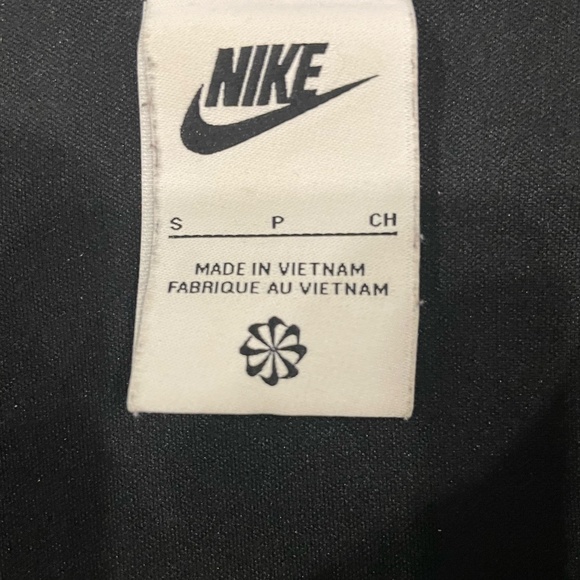 NIKE
S P CH
MADE IN VIETNAM
FABRIQUE AU VIETNAM